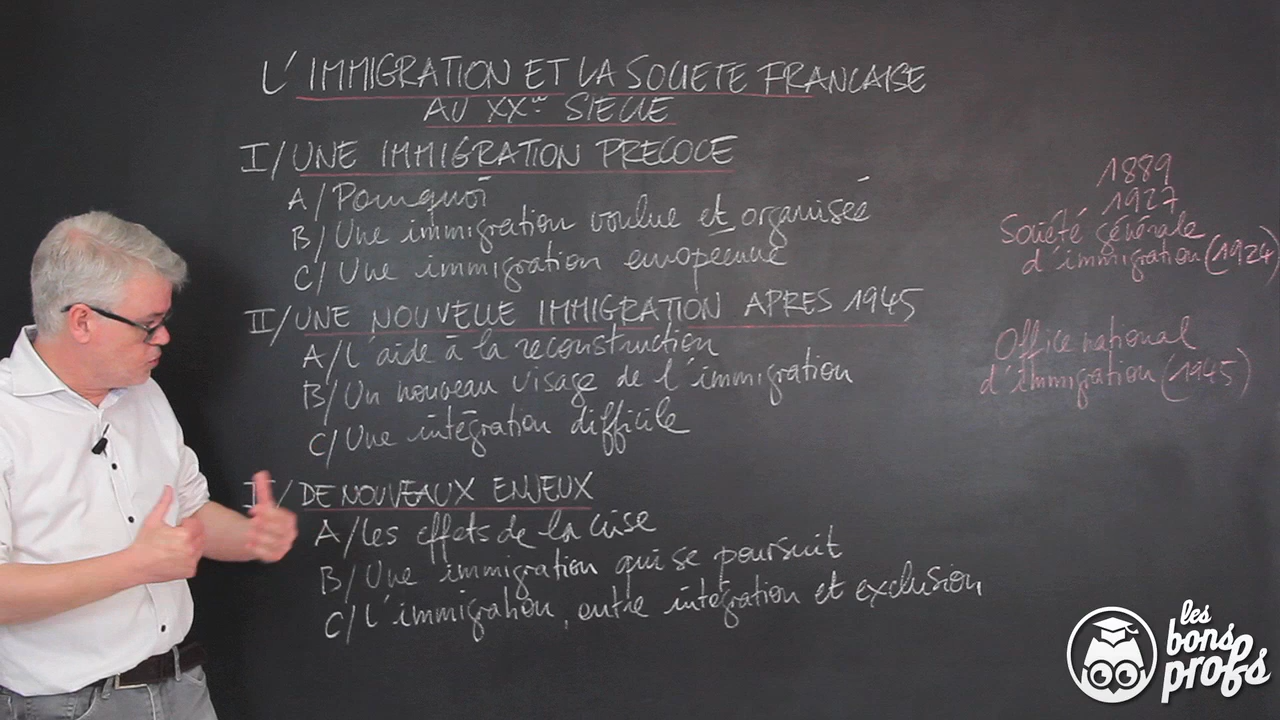 L'IMMIGRATION ET LA SOCIETE FRANCAISE
AU XXe SIECLE
I/ UNE IMMIGRATION PRECOCE
A/ Pourquoi
B/ Une immigration voulue et organisée
C/ Une immigration européenne
II/ UNE NOUVELLE IMMIGRATION APRES 1945
A/ L'aide à la reconstruction
B/ Un nouveau visage de l'immigration
C/ Une intégration difficile
/ DE NOUVEAUX ENJEUX
A/ Les effets de la crise
B/ Une immigration qui se poursuit
C/ L'immigration, entre intégration et exclusion
1889
1927
Société générale
d'immigration (1924)
Office national
d'immigration (1945)
les
bons
profs